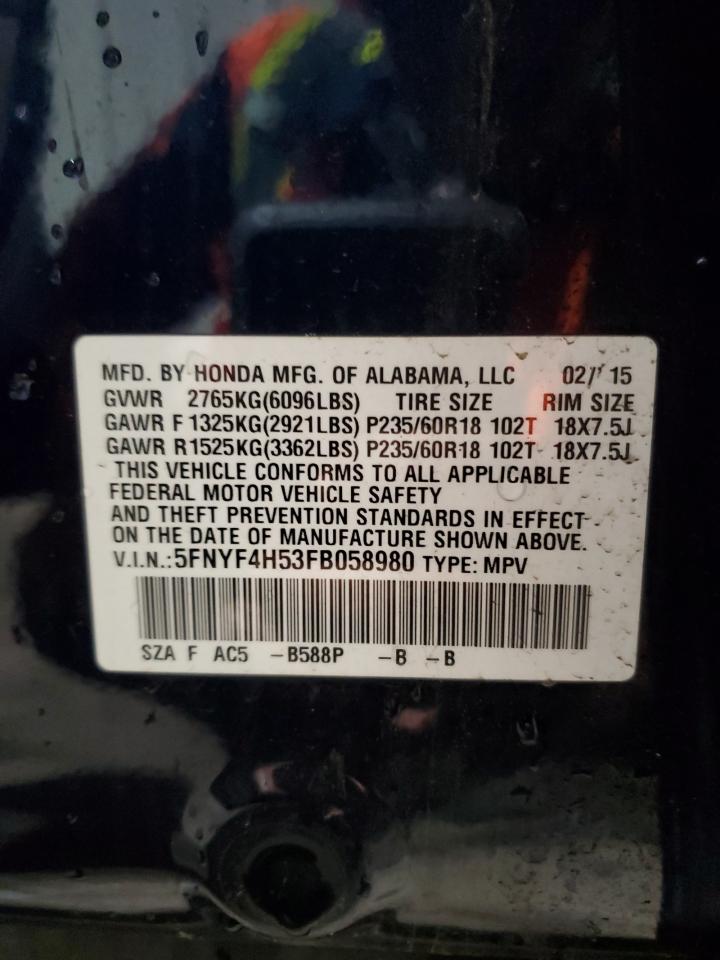 MFD. BY HONDA MFG. OF ALABAMA, LLC 02/15
GVWR 2765KG(6096LBS) TIRE SIZE RIM SIZE
GAWR F 1325KG(2921LBS) P235/60R18 102T 18X7.5J
GAWR R 1525KG(3362LBS) P235/60R18 102T 18X7.5J
THIS VEHICLE CONFORMS TO ALL APPLICABLE
FEDERAL MOTOR VEHICLE SAFETY
AND THEFT PREVENTION STANDARDS IN EFFECT
ON THE DATE OF MANUFACTURE SHOWN ABOVE.
V.I.N.:5FNYF4H53FB058980 TYPE: MPV
SZA F AC5 -B588P -B -B